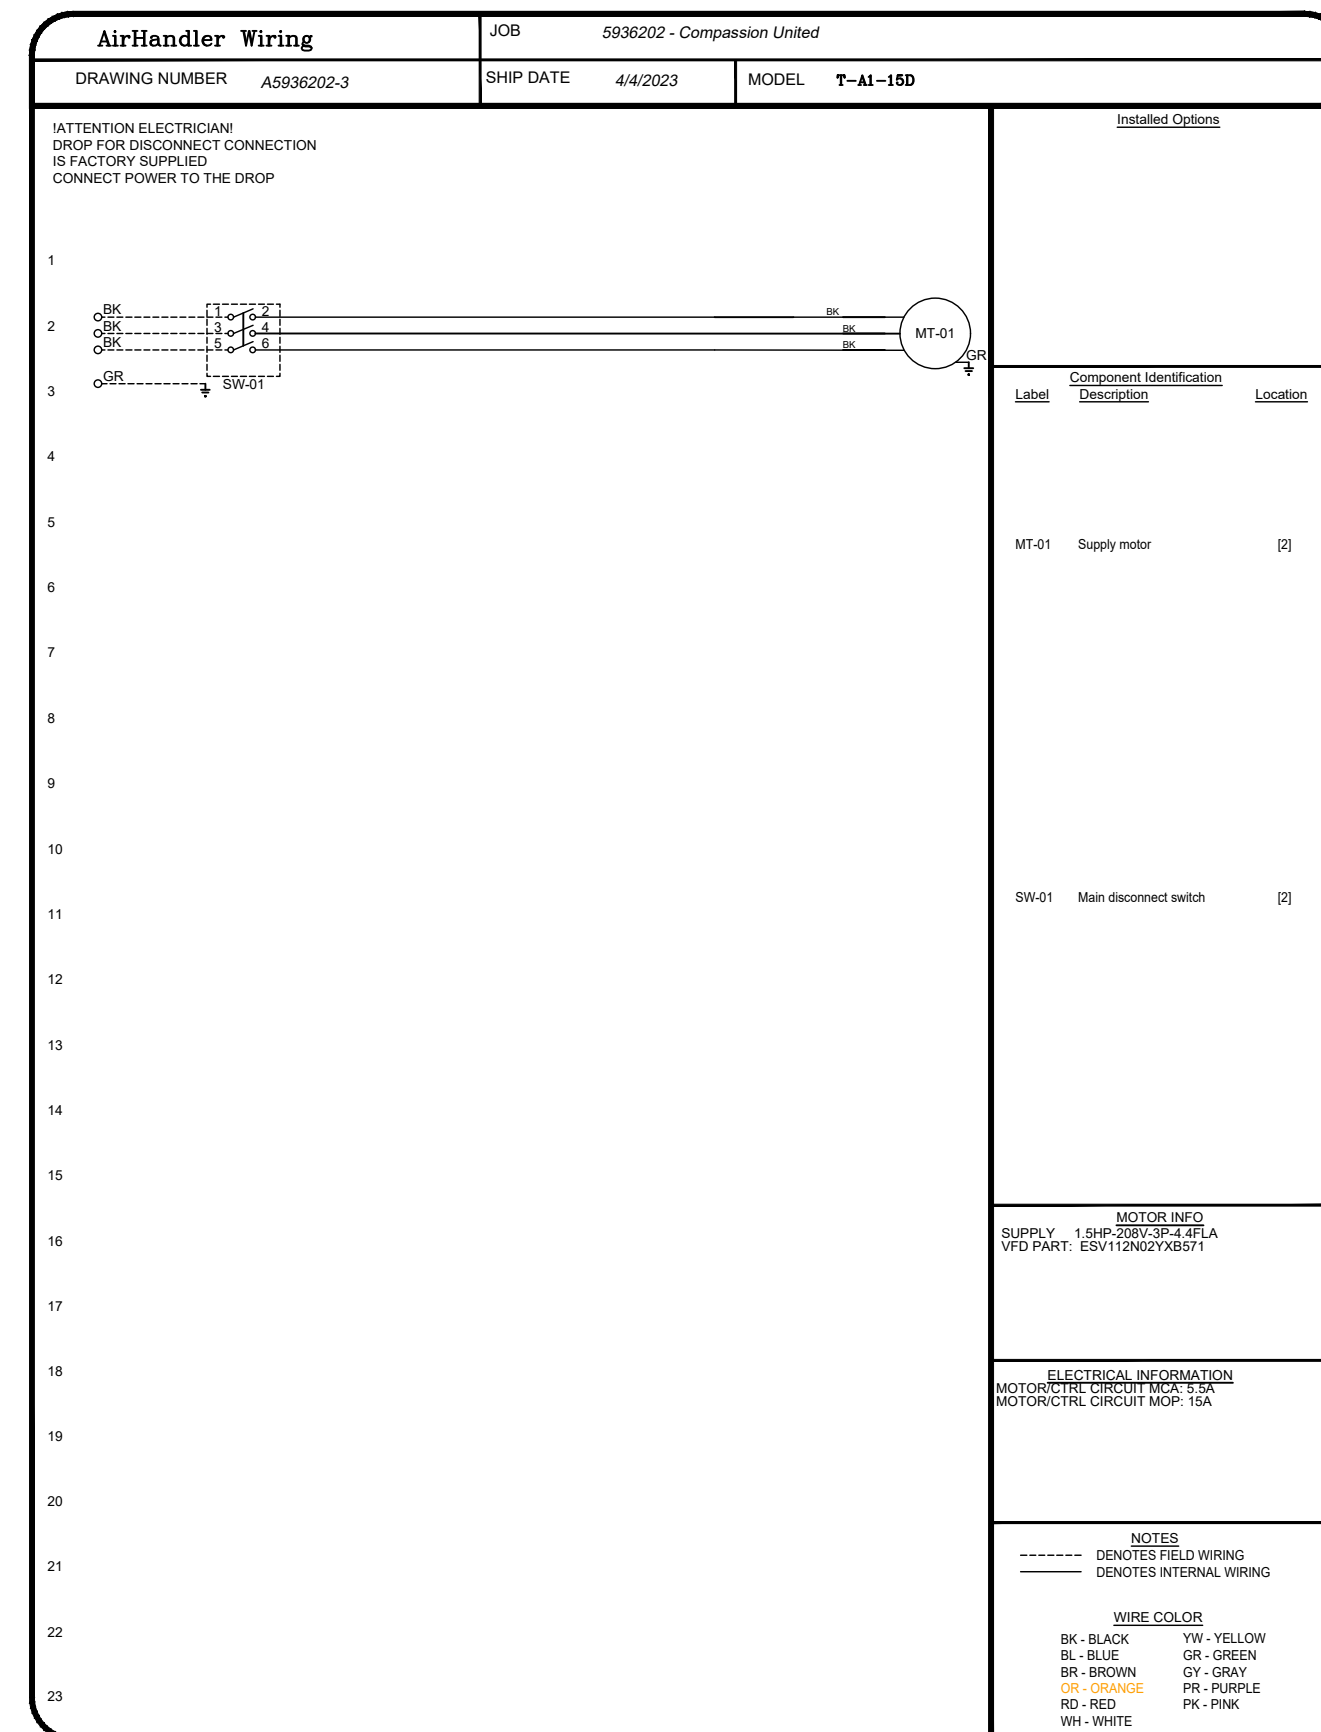 AirHandler Wiring
JOB 5936202 - Compassion United
DRAWING NUMBER A5936202-3
SHIP DATE 4/4/2023
MODEL T-A1-15D
!ATTENTION ELECTRICIAN!
DROP FOR DISCONNECT CONNECTION
IS FACTORY SUPPLIED
CONNECT POWER TO THE DROP
1
2
3
4
5
6
7
8
9
10
11
12
13
14
15
16
17
18
19
20
21
22
23
BK 1 2 BK
BK 3 4 BK MT-01
BK 5 6 BK
GR
GR SW-01
Installed Options
Component Identification
Label Description Location
MT-01 Supply motor [2]
SW-01 Main disconnect switch [2]
MOTOR INFO
SUPPLY 1.5HP-208V-3P-4.4FLA
VFD PART: ESV112N02YXB571
ELECTRICAL INFORMATION
MOTOR/CTRL CIRCUIT MCA: 5.5A
MOTOR/CTRL CIRCUIT MOP: 15A
NOTES
DENOTES FIELD WIRING
DENOTES INTERNAL WIRING
WIRE COLOR
BK - BLACK YW - YELLOW
BL - BLUE GR - GREEN
BR - BROWN GY - GRAY
OR - ORANGE PR - PURPLE
RD - RED PK - PINK
WH - WHITE